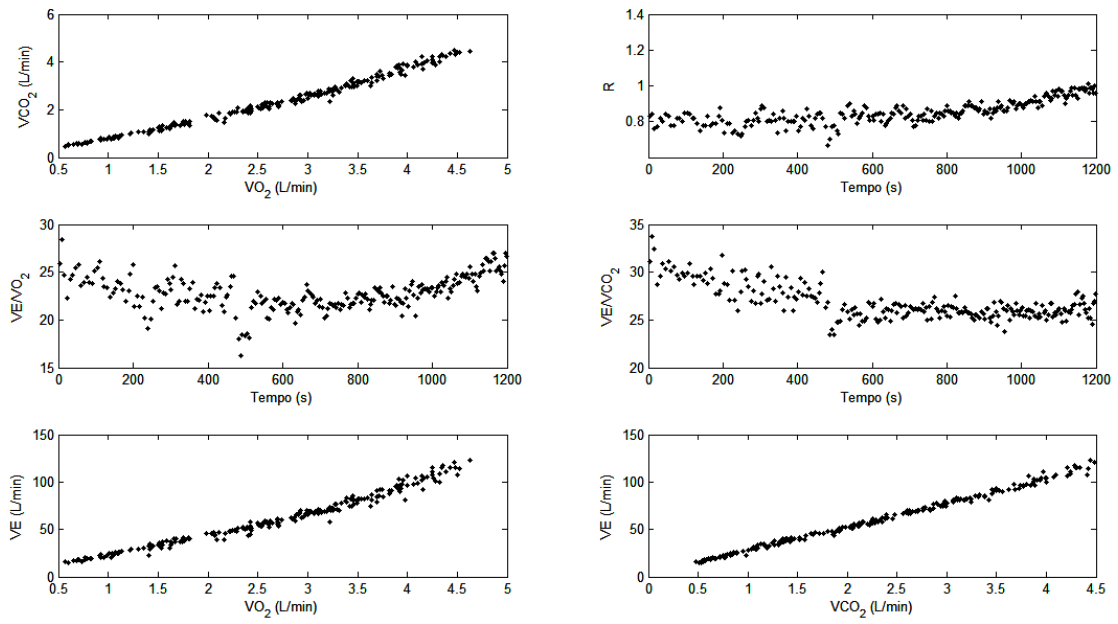 VCO2 (L/min)
6
4
2
0
0.5 1 1.5 2 2.5 3 3.5 4 4.5 5
VO2 (L/min)
R
1.4
1.2
1
0.8
0.6
0 200 400 600 800 1000 1200
Tempo (s)
VE/VO2
30
25
20
15
0 200 400 600 800 1000 1200
Tempo (s)
VE/VCO2
35
30
25
20
0 200 400 600 800 1000 1200
Tempo (s)
VE (L/min)
150
100
50
0
0.5 1 1.5 2 2.5 3 3.5 4 4.5 5
VO2 (L/min)
VE (L/min)
150
100
50
0
0 0.5 1 1.5 2 2.5 3 3.5 4 4.5
VCO2 (L/min)